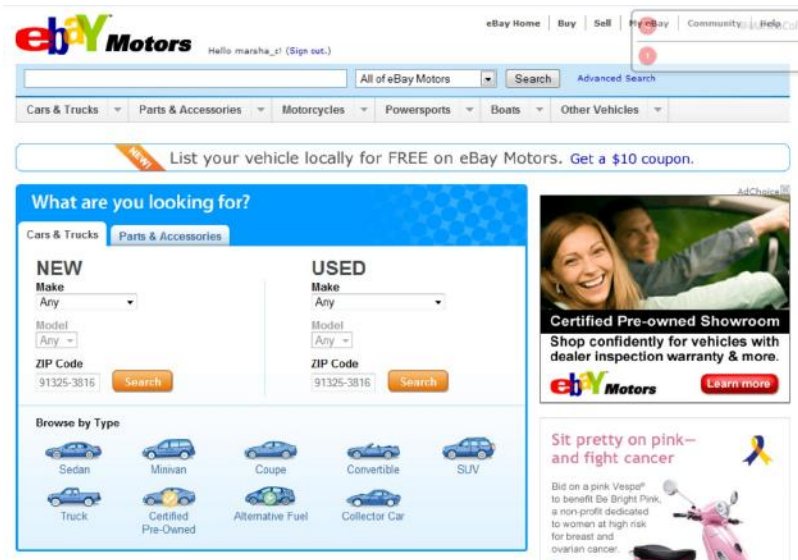 eBay Home | Buy | Sell | My eBay | Community | Help
ebay Motors
Hello marsha_c! (Sign out.)
All of eBay Motors
Search
Advanced Search
Cars & Trucks
Parts & Accessories
Motorcycles
Powersports
Boats
Other Vehicles
NEW!
List your vehicle locally for FREE on eBay Motors. Get a $10 coupon.
What are you looking for?
Cars & Trucks
Parts & Accessories
NEW
Make
Any
Model
Any
ZIP Code
91325-3816
Search
USED
Make
Any
Model
Any
ZIP Code
91325-3816
Search
Browse by Type
Sedan
Minivan
Coupe
Convertible
SUV
Truck
Certified
Pre-Owned
Alternative Fuel
Collector Car
AdChoice
Certified Pre-owned Showroom
Shop confidently for vehicles with
dealer inspection warranty & more.
ebay Motors
Learn more
Sit pretty on pink—
and fight cancer
Bid on a pink Vespa®
to benefit Be Bright Pink,
a non-profit dedicated
to women at high risk
for breast and
ovarian cancer.